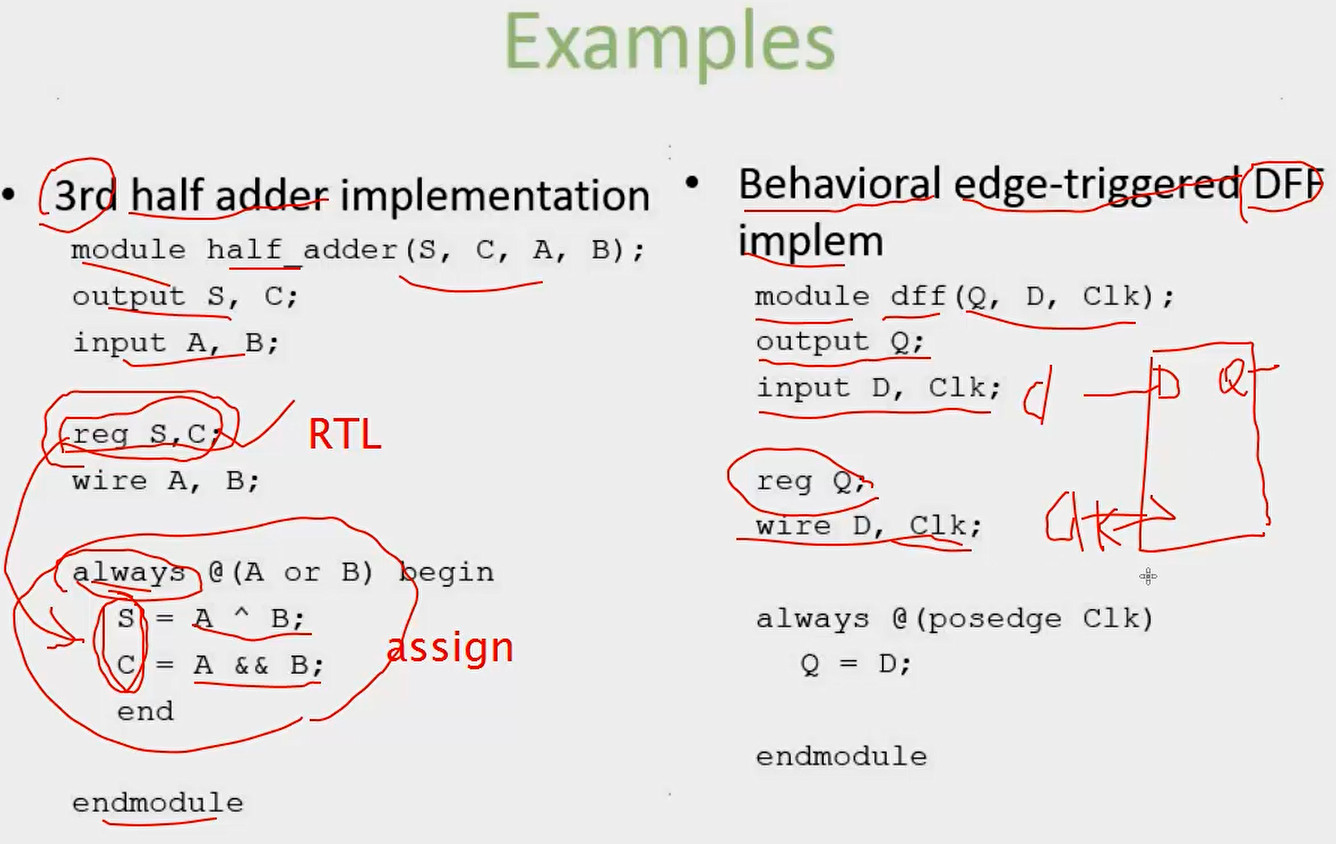 Examples
• 3rd half adder implementation
module half_adder(S, C, A, B);
output S, C;
input A, B;
reg S,C;
RTL
wire A, B;
always @(A or B) begin
S = A ^ B;
C = A && B;
assign
end
endmodule
• Behavioral edge-triggered DFF
implem
module dff(Q, D, Clk);
output Q;
input D, Clk;
d
D
Q
reg Q;
wire D, Clk;
Clk
always @(posedge Clk)
Q = D;
endmodule